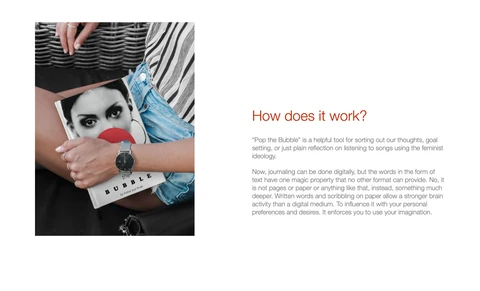 BUBBLE
How does it work?
"Pop the Bubble" is a helpful tool for sorting out our thoughts, goal
setting, or just plain reflection on listening to songs using the feminist
ideology.
Now, journaling can be done digitally, but the words in the form of
text have one magic property that no other format can provide. No, it
is not pages or paper or anything like that, instead, something much
deeper. Written words and scribbling on paper allow a stronger brain
activity than a digital medium. To influence it with your personal
preferences and desires. It enforces you to use your imagination.